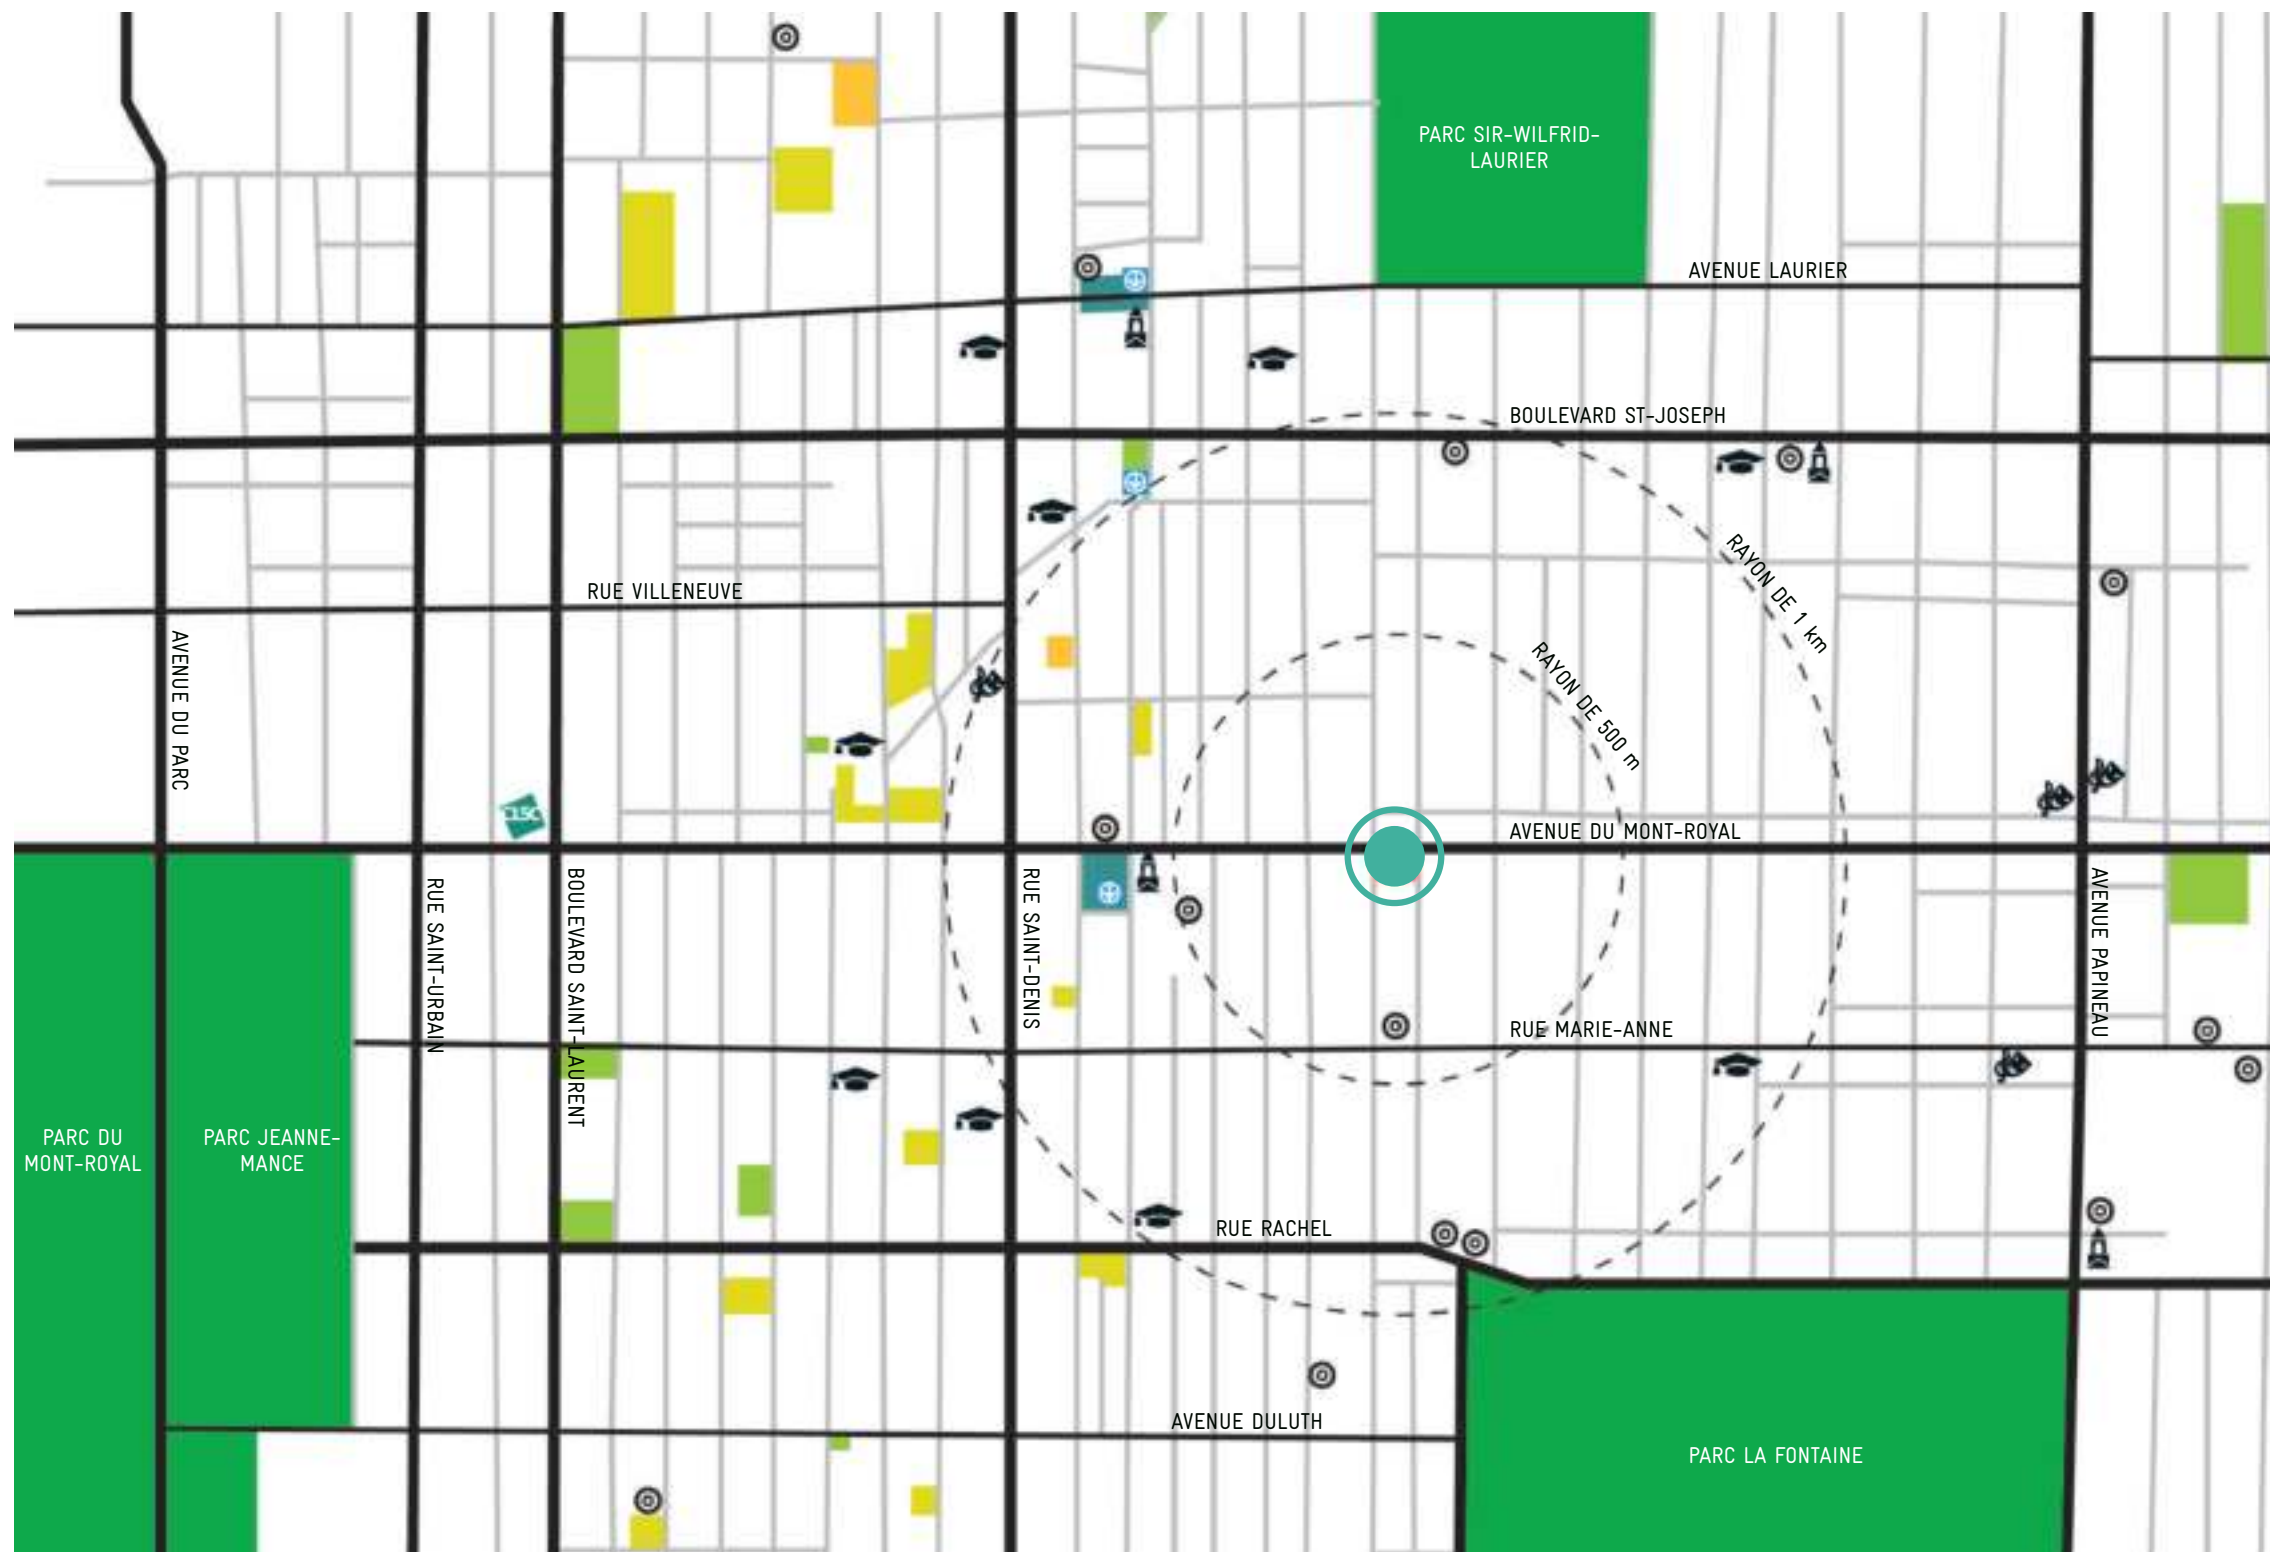 PARC SIR-WILFRID-
LAURIER
AVENUE LAURIER
BOULEVARD ST-JOSEPH
RAYON DE 1 km
RUE VILLENEUVE
AVENUE DU PARC
RAYON DE 500 m
CLSC
AVENUE DU MONT-ROYAL
RUE SAINT-URBAIN
BOULEVARD SAINT-LAURENT
RUE SAINT-DENIS
AVENUE PAPINEAU
RUE MARIE-ANNE
PARC DU
MONT-ROYAL
PARC JEANNE-
MANCE
RUE RACHEL
AVENUE DULUTH
PARC LA FONTAINE